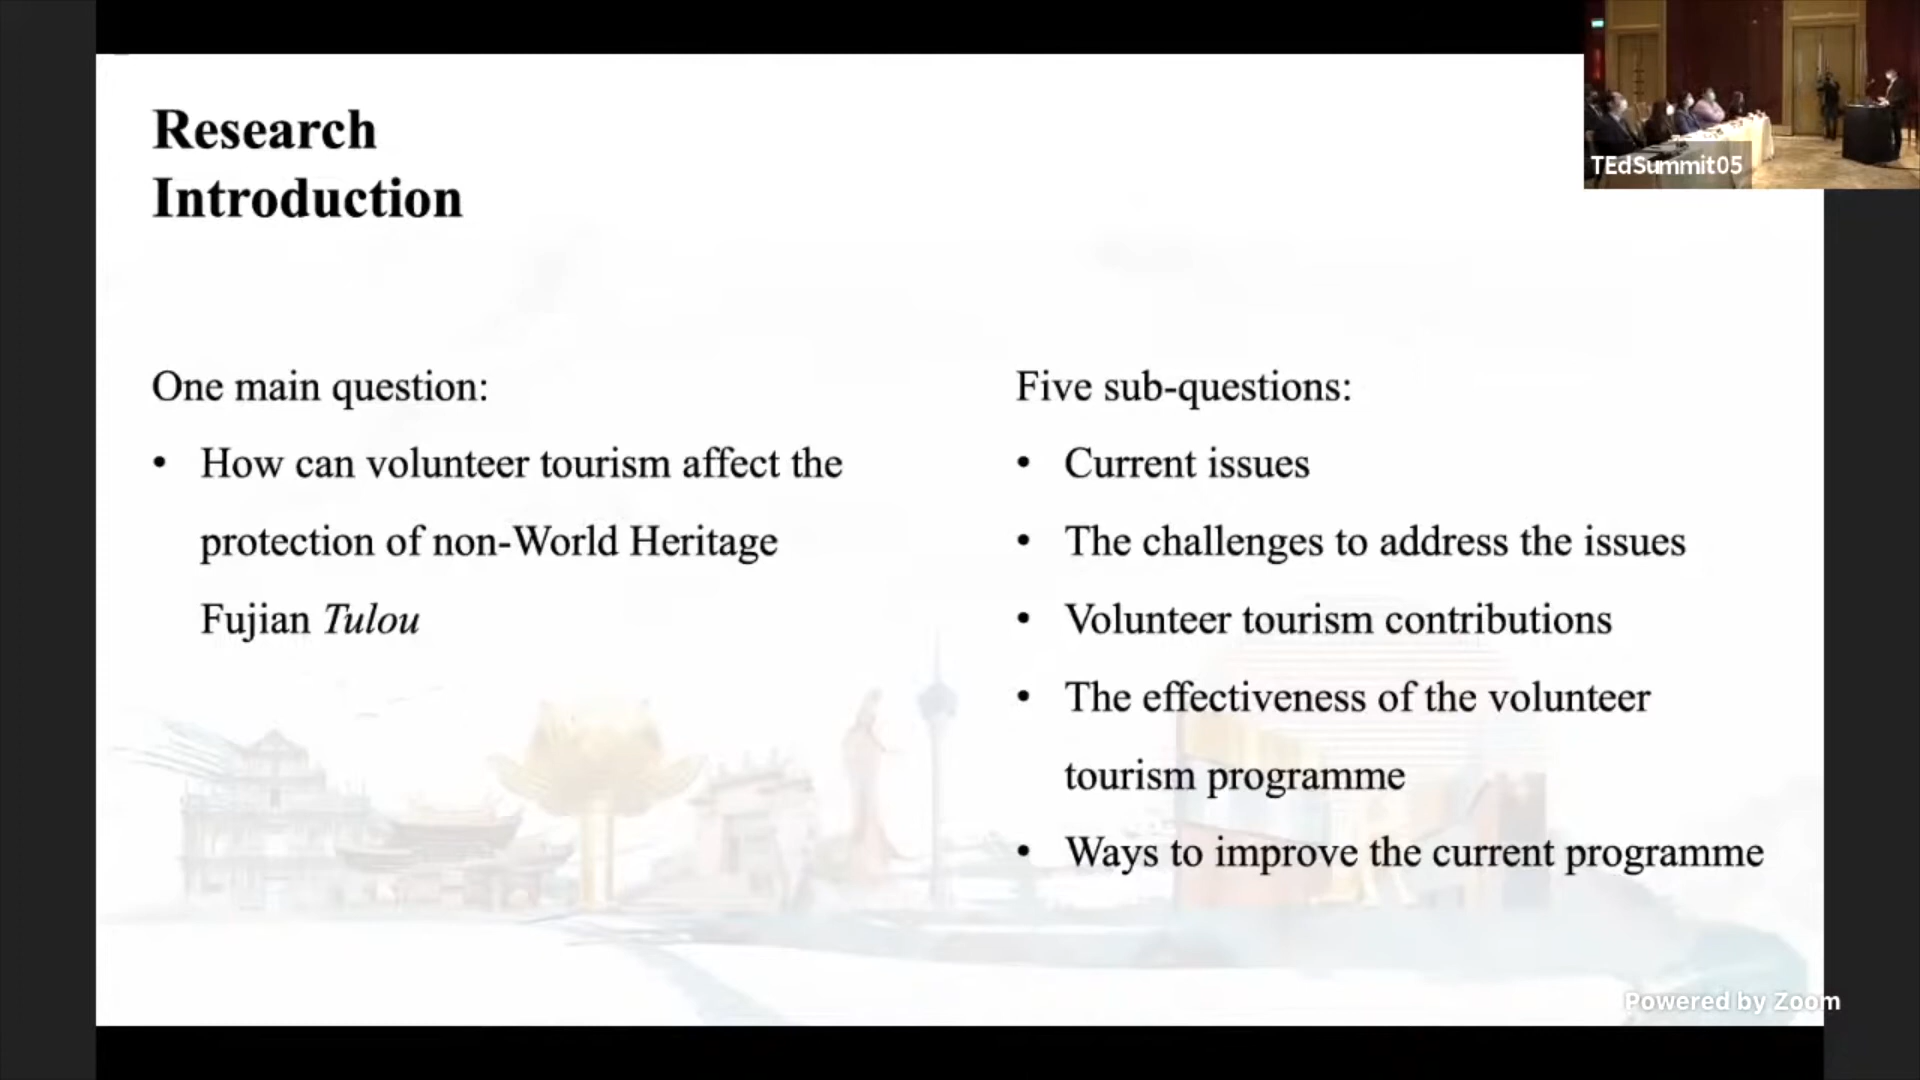 Research
Introduction
One main question:
• How can volunteer tourism affect the
protection of non-World Heritage
Fujian Tulou
Five sub-questions:
• Current issues
• The challenges to address the issues
• Volunteer tourism contributions
• The effectiveness of the volunteer
tourism programme
• Ways to improve the current programme
TEdSummit05
Powered by Zoom